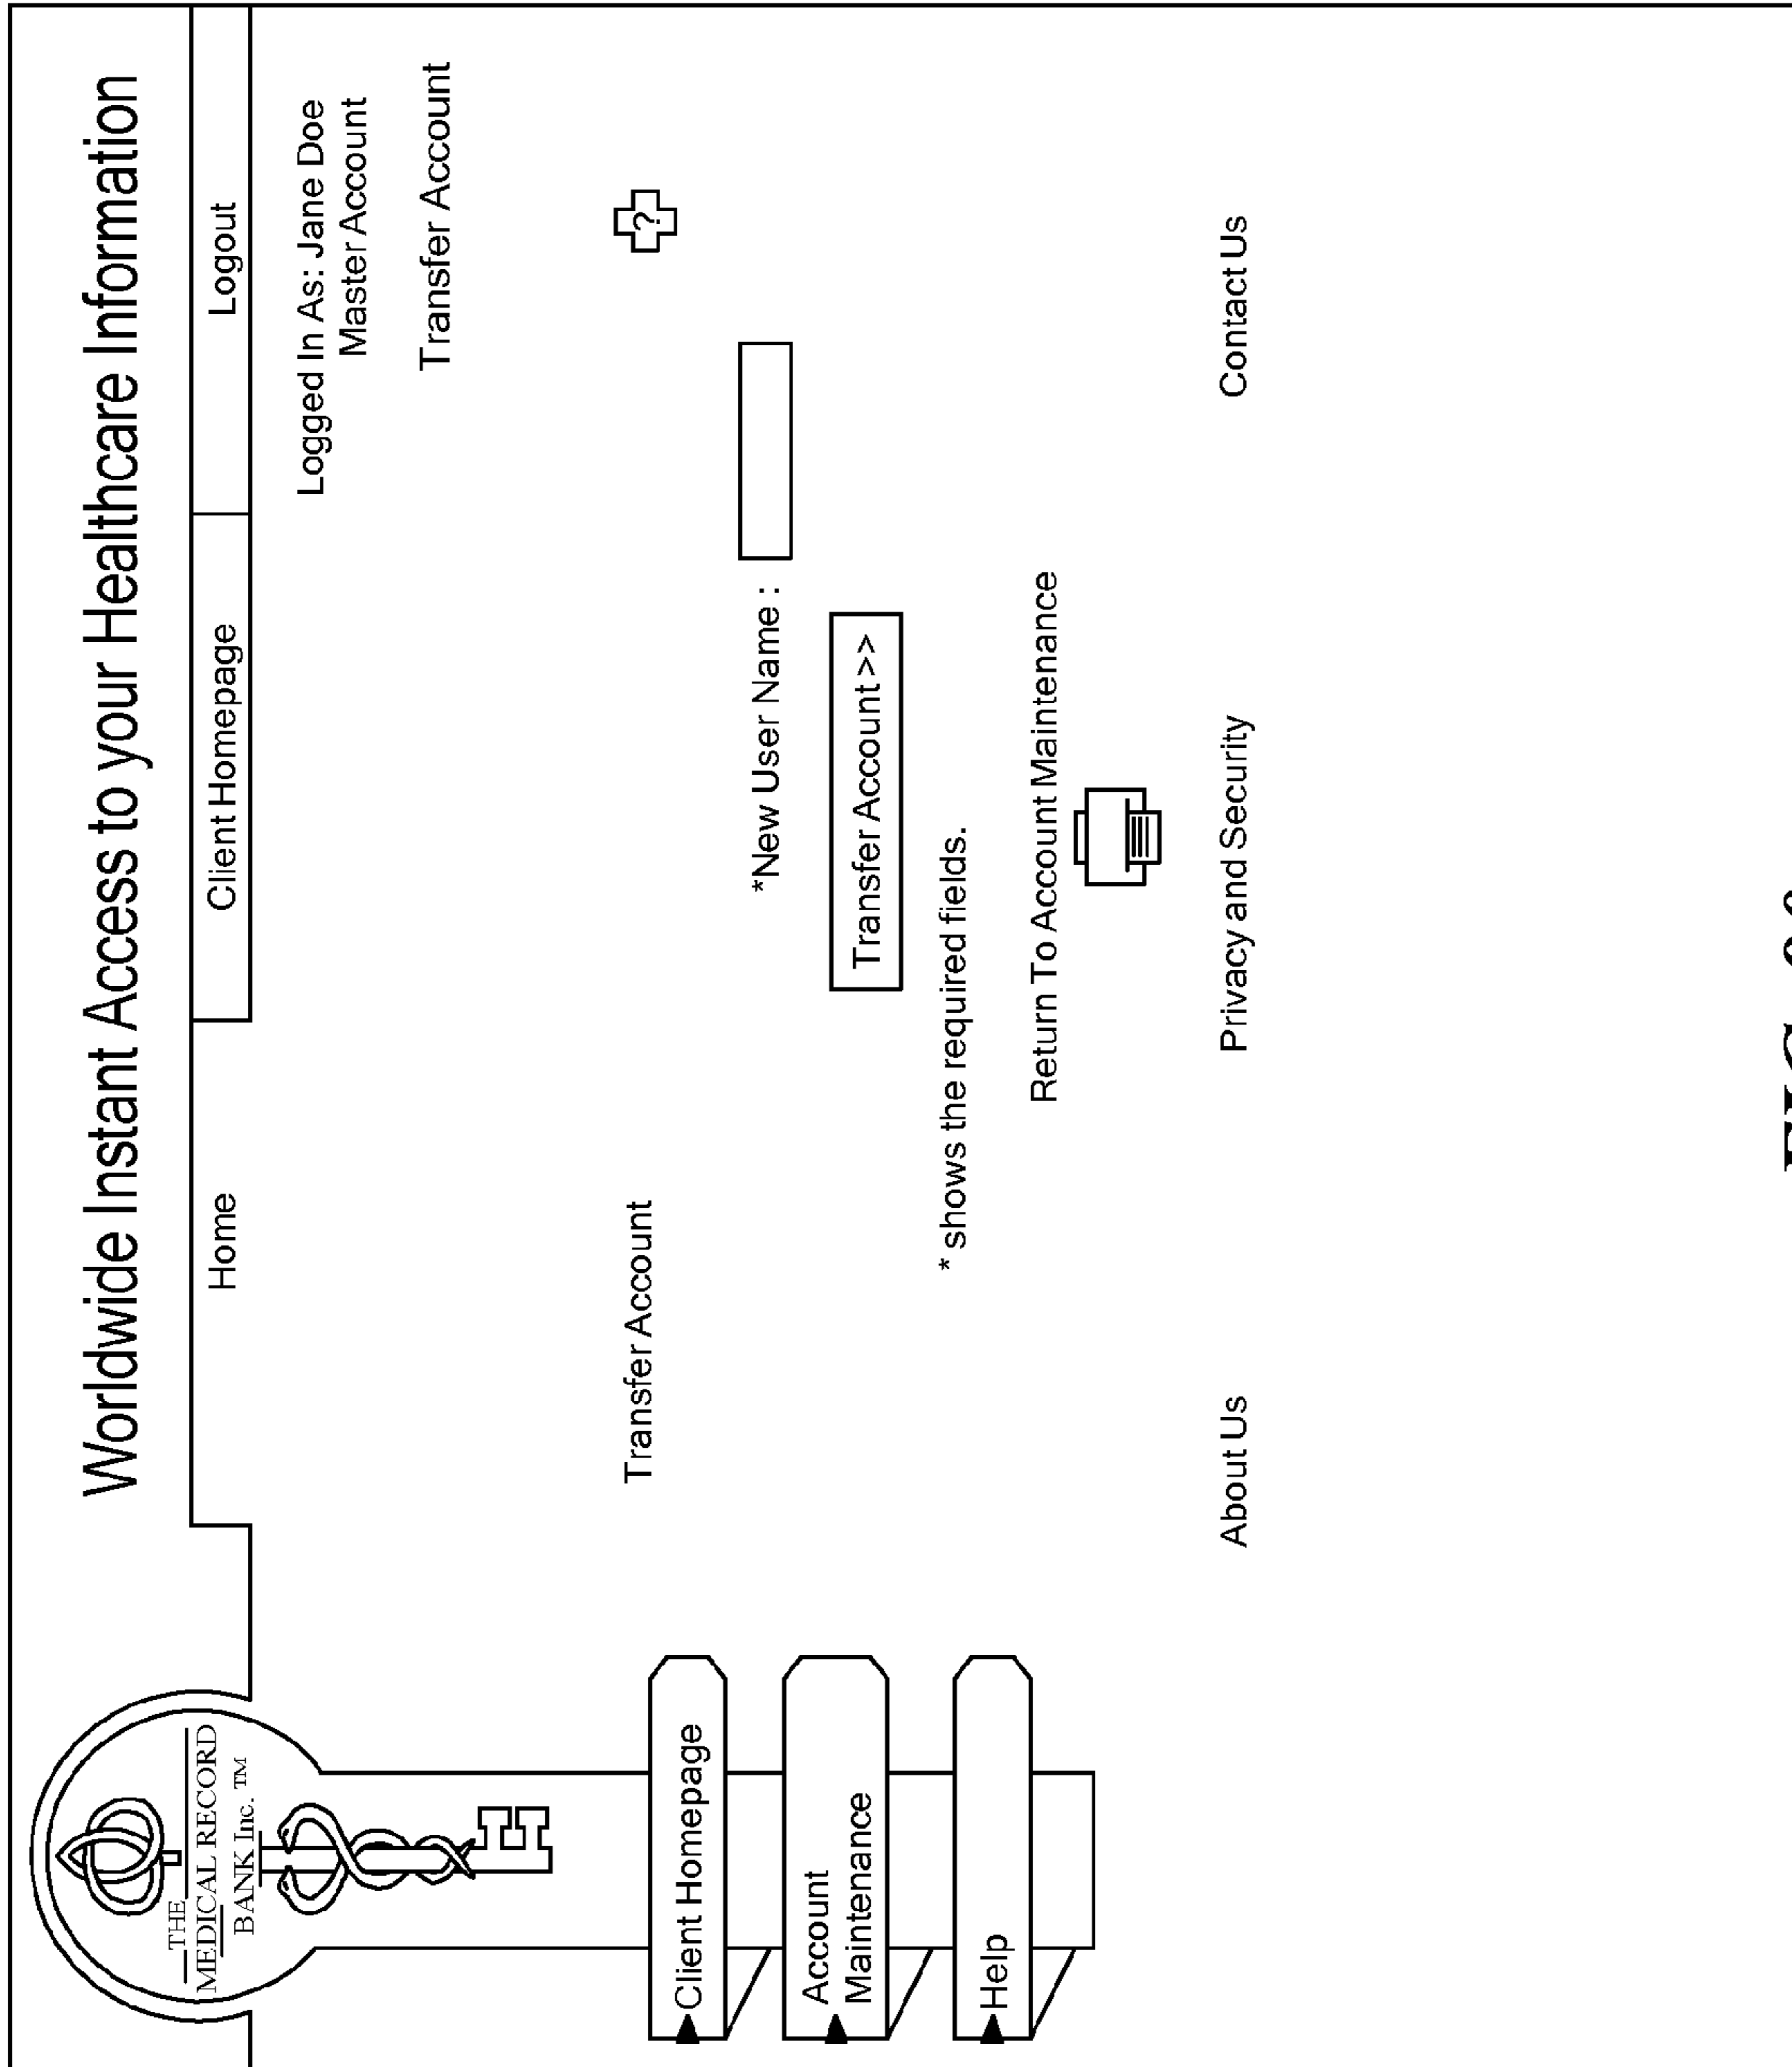 Worldwide Instant Access to your Healthcare Information
THE
MEDICAL RECORD
BANK Inc. ™
Home
Client Homepage
Logout
Logged In As: Jane Doe
Master Account
Transfer Account
Transfer Account
?
Client Homepage
Account
Maintenance
Help
*New User Name :
Transfer Account >>
* shows the required fields.
Return To Account Maintenance
About Us
Privacy and Security
Contact Us